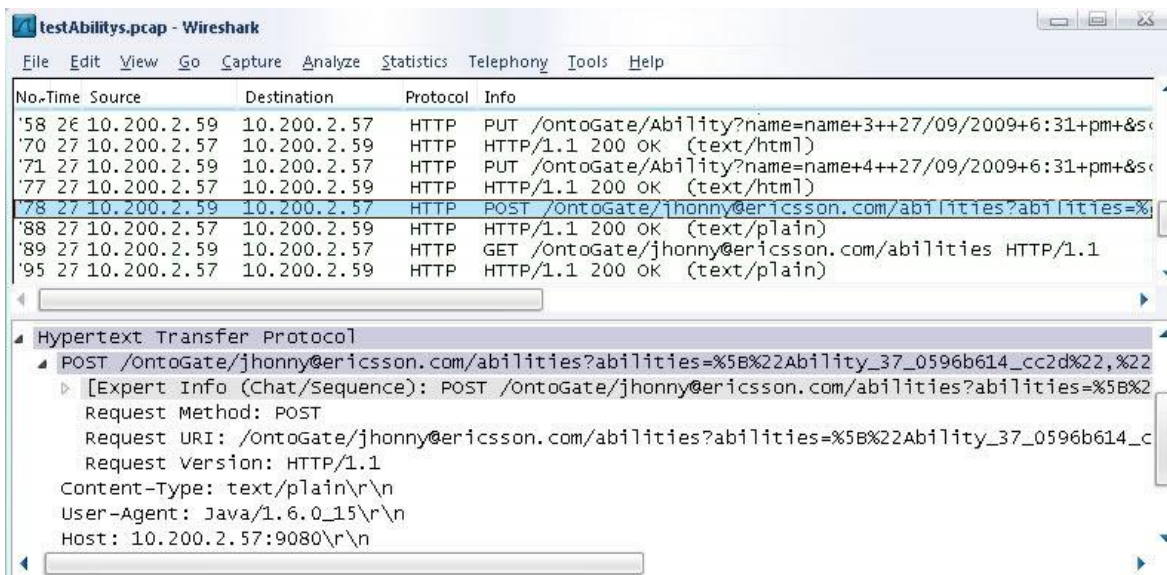 testAbilitys.pcap - Wireshark
File Edit View Go Capture Analyze Statistics Telephony Tools Help
No. Time Source Destination Protocol Info
'58 26 10.200.2.59 10.200.2.57 HTTP PUT /OntoGate/Ability?name=name+3++27/09/2009+6:31+pm+&s
'70 27 10.200.2.57 10.200.2.59 HTTP HTTP/1.1 200 OK (text/html)
'71 27 10.200.2.59 10.200.2.57 HTTP PUT /OntoGate/Ability?name=name+4++27/09/2009+6:31+pm+&s
'77 27 10.200.2.57 10.200.2.59 HTTP HTTP/1.1 200 OK (text/html)
'78 27 10.200.2.59 10.200.2.57 HTTP POST /OntoGate/jhonny@ericsson.com/abilities?abilities=%
'88 27 10.200.2.57 10.200.2.59 HTTP HTTP/1.1 200 OK (text/plain)
'89 27 10.200.2.59 10.200.2.57 HTTP GET /OntoGate/jhonny@ericsson.com/abilities HTTP/1.1
'95 27 10.200.2.57 10.200.2.59 HTTP HTTP/1.1 200 OK (text/plain)
Hypertext Transfer Protocol
POST /OntoGate/jhonny@ericsson.com/abilities?abilities=%5B%22Ability_37_0596b614_cc2d%22,%22
[Expert Info (Chat/Sequence): POST /OntoGate/jhonny@ericsson.com/abilities?abilities=%5B%2
Request Method: POST
Request URI: /OntoGate/jhonny@ericsson.com/abilities?abilities=%5B%22Ability_37_0596b614_c
Request Version: HTTP/1.1
Content-Type: text/plain\r\n
User-Agent: Java/1.6.0_15\r\n
Host: 10.200.2.57:9080\r\n